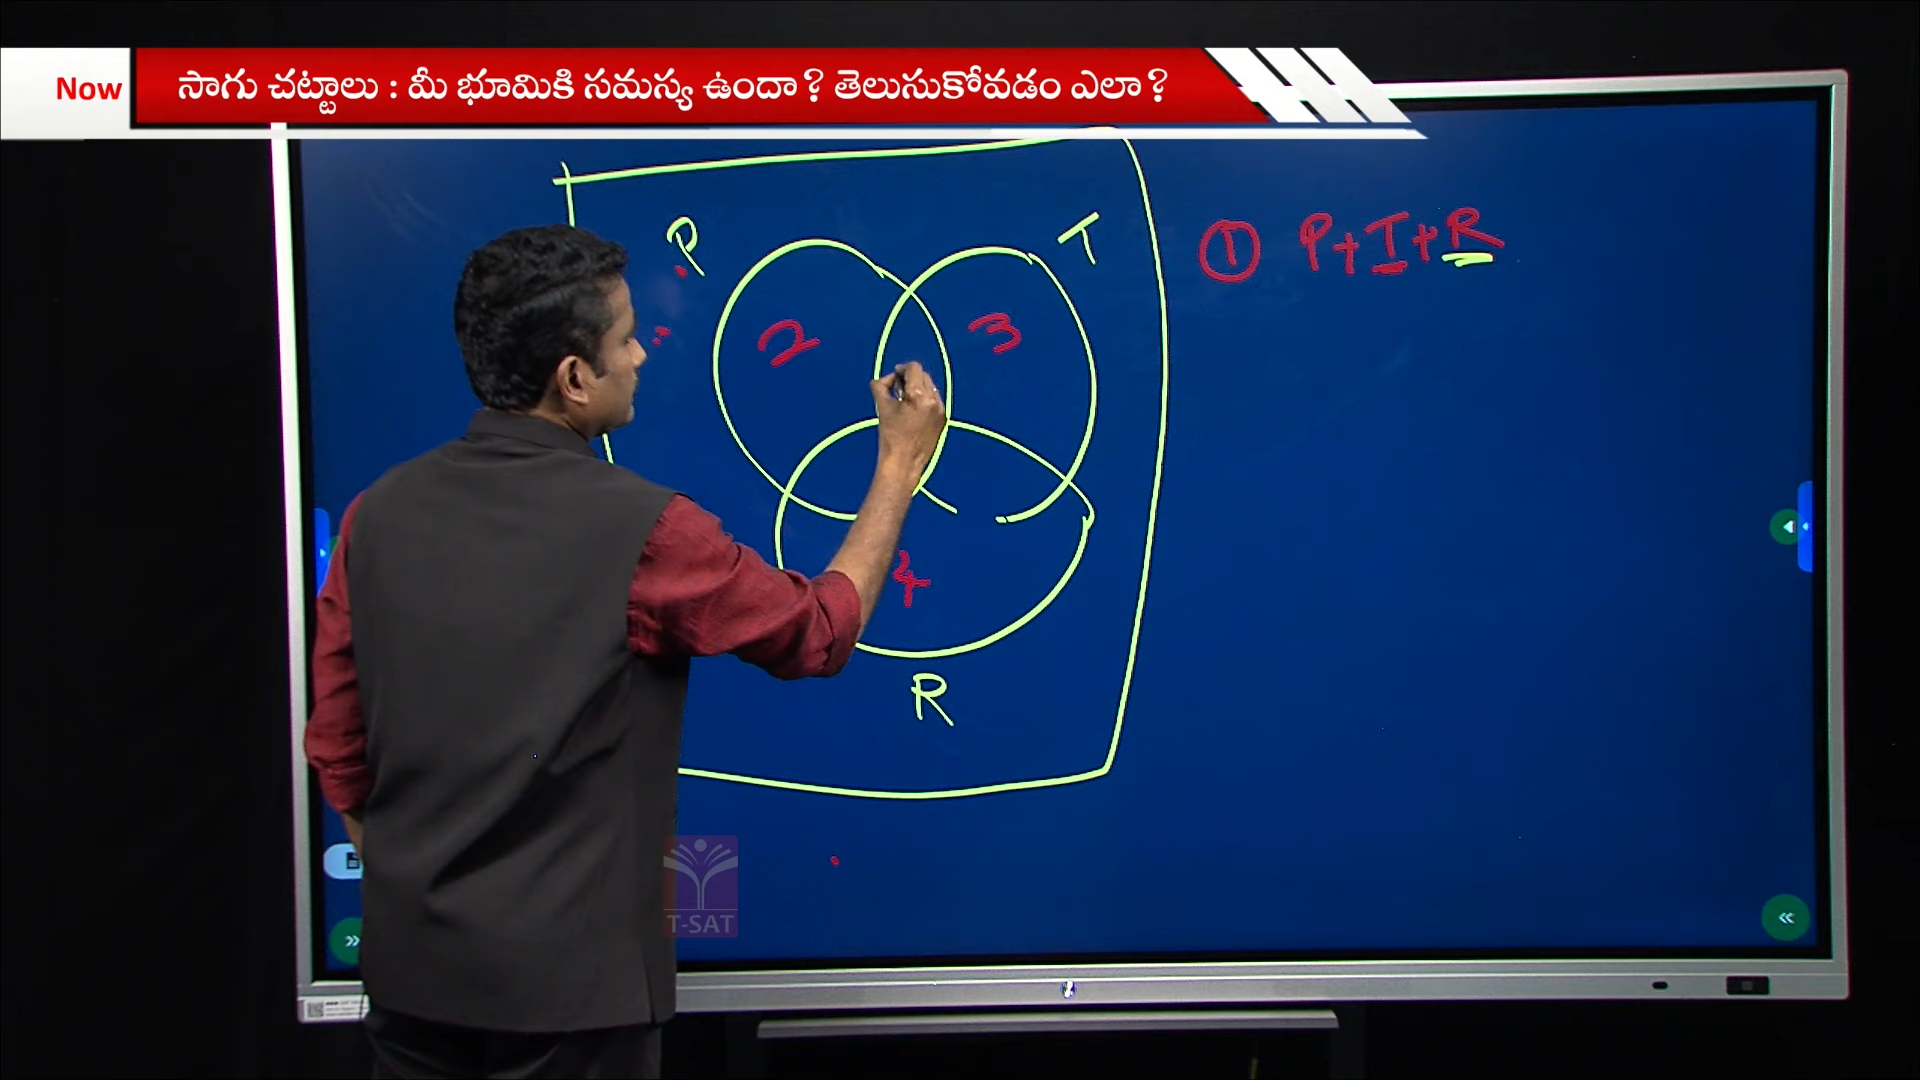 Now
సాగు చట్టాలు : మీ భూమికి సమస్య ఉందా? తెలుసుకోవడం ఎలా?
P
T
① P+T+R
2
3
4
R
T-SAT